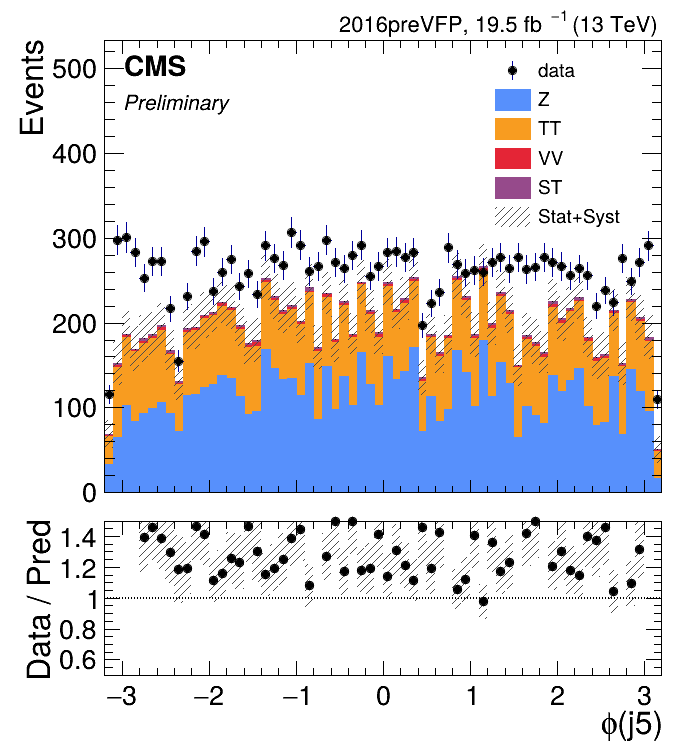 2016preVFP, 19.5 fb⁻¹ (13 TeV)
CMS
Preliminary
Events
500
400
300
200
100
0
data
Z
TT
VV
ST
Stat+Syst
Data / Pred
1.4
1.2
1
0.8
0.6
−3 −2 −1 0 1 2 3
ϕ(j5)